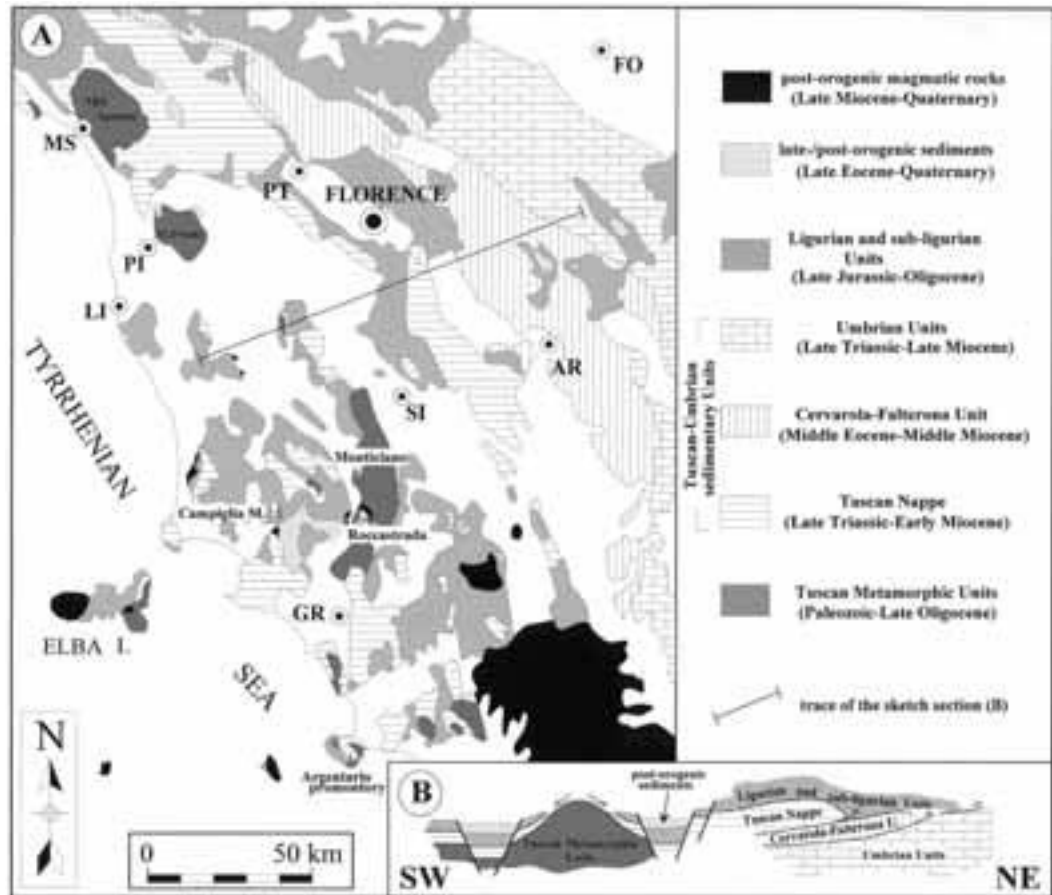 A
FO
MS
PT
FLORENCE
PI
LI
AR
SI
TYRRHENIAN
SEA
Monticiano
Campiglia M.
Roccastrada
GR
ELBA I.
Argentario
promontory
N
0 50 km
post-orogenic magmatic rocks
(Late Miocene-Quaternary)
late-/post-orogenic sediments
(Late Eocene-Quaternary)
Ligurian and sub-ligurian
Units
(Late Jurassic-Oligocene)
Umbrian Units
(Late Triassic-Late Miocene)
Cervarola-Falterona Unit
(Middle Eocene-Middle Miocene)
Tuscan Nappe
(Late Triassic-Early Miocene)
Tuscan-Umbrian
sedimentary Units
Tuscan Metamorphic Units
(Paleozoic-Late Oligocene)
trace of the sketch section (B)
B
post-orogenic
sediments
Ligurian and sub-ligurian Units
Tuscan Nappe
Cervarola-Falterona U.
Umbrian Units
Tuscan Metamorphic
Units
SW
NE